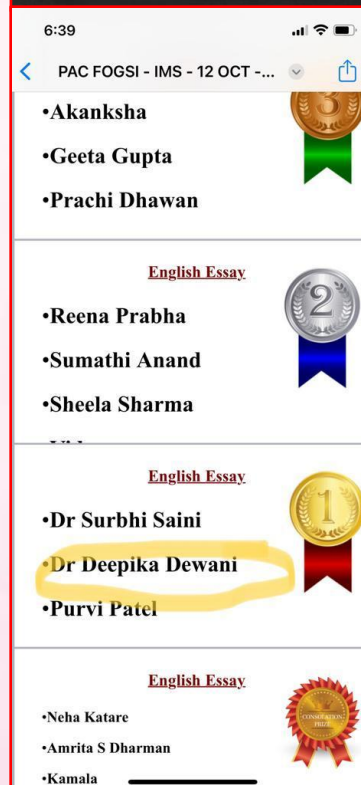 6:39
PAC FOGSI - IMS - 12 OCT -...
3
•Akanksha
•Geeta Gupta
•Prachi Dhawan
English Essay
2
•Reena Prabha
•Sumathi Anand
•Sheela Sharma
English Essay
1
•Dr Surbhi Saini
•Dr Deepika Dewani
•Purvi Patel
English Essay
CONSOLATION
PRIZE
•Neha Katare
•Amrita S Dharman
•Kamala